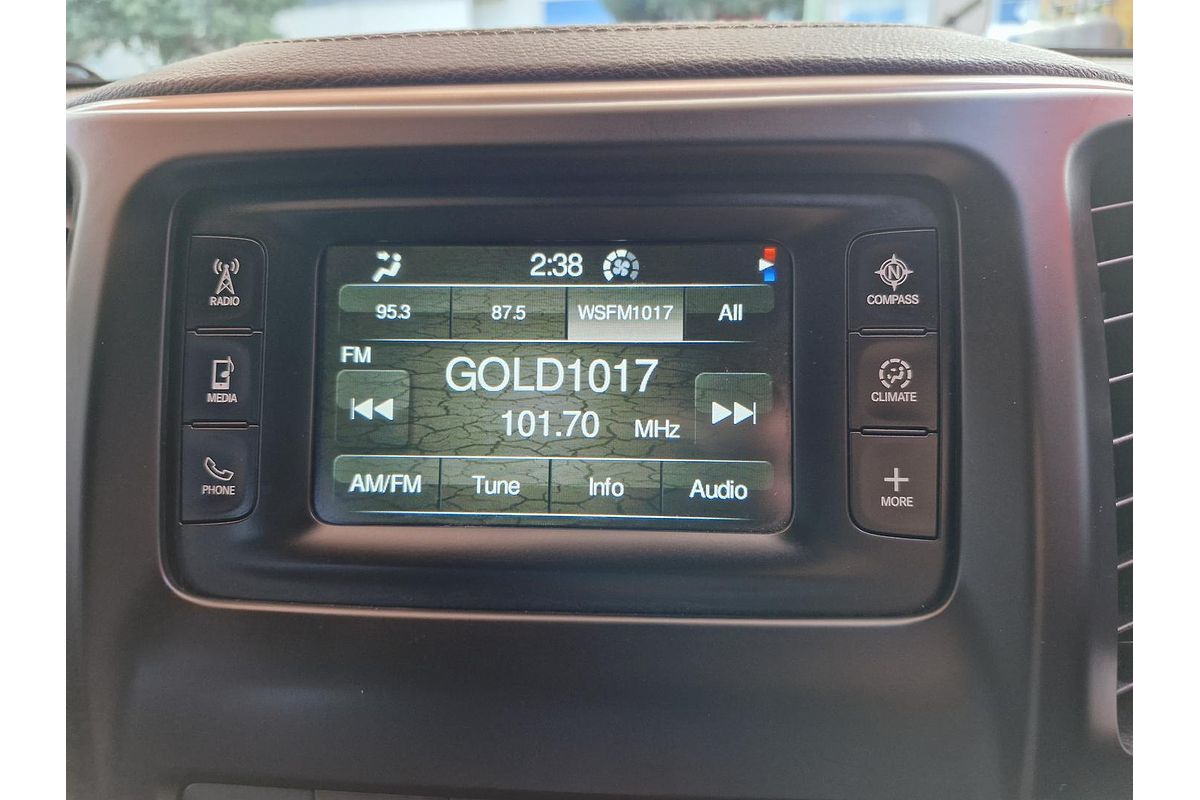 2:38
95.3 87.5 WSFM1017 All
FM
GOLD1017
101.70 MHz
AM/FM Tune Info Audio
RADIO
MEDIA
PHONE
N
COMPASS
CLIMATE
MORE